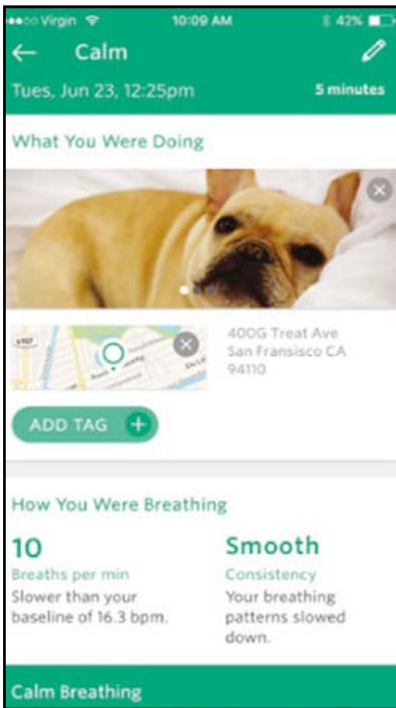 Virgin 10:09 AM 42%
Calm
Tues, Jun 23, 12:25pm 5 minutes
What You Were Doing
400G Treat Ave
San Fransisco CA
94110
ADD TAG +
How You Were Breathing
10
Breaths per min
Slower than your
baseline of 16.3 bpm.
Smooth
Consistency
Your breathing
patterns slowed
down.
Calm Breathing